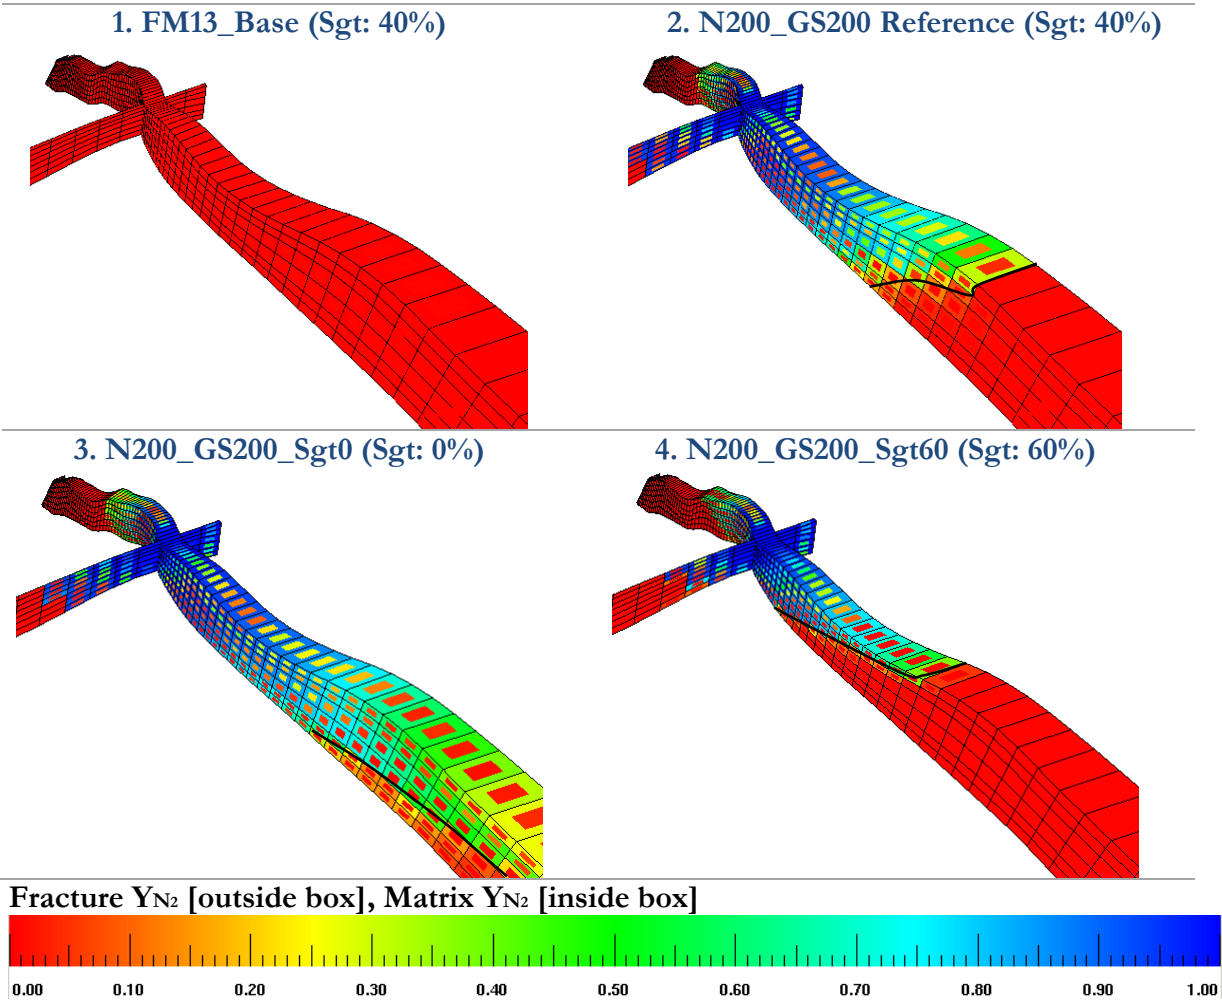 1. FM13_Base (Sgt: 40%)
2. N200_GS200 Reference (Sgt: 40%)
3. N200_GS200_Sgt0 (Sgt: 0%)
4. N200_GS200_Sgt60 (Sgt: 60%)
Fracture YN₂ [outside box], Matrix YN₂ [inside box]
0.00 0.10 0.20 0.30 0.40 0.50 0.60 0.70 0.80 0.90 1.00